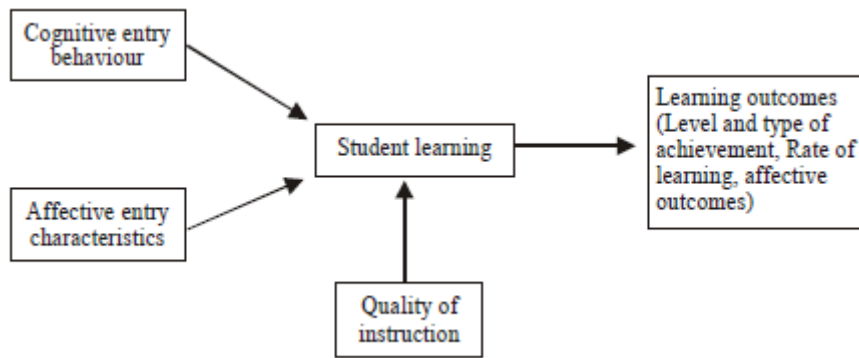 Cognitive entry
behaviour
Affective entry
characteristics
Student learning
Quality of
instruction
Learning outcomes
(Level and type of
achievement, Rate
of learning, affective
outcomes)